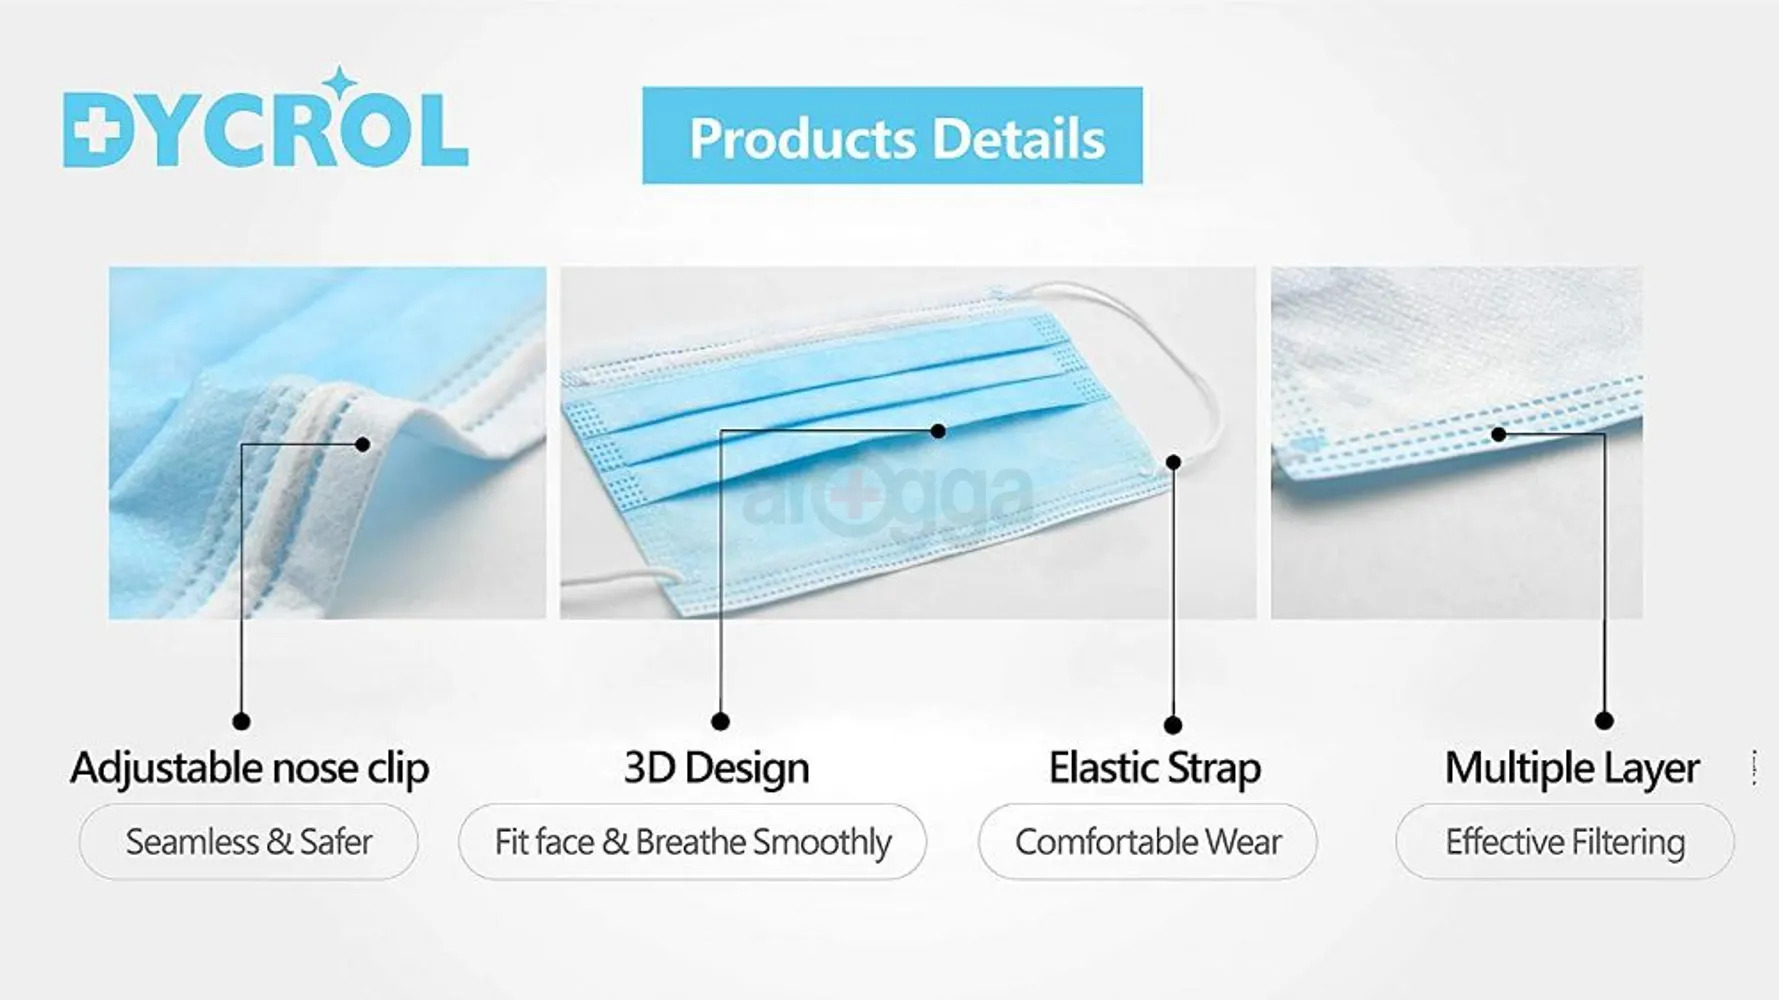 DYCROL
Products Details
arogga
Adjustable nose clip
3D Design
Elastic Strap
Multiple Layer
Seamless & Safer
Fit face & Breathe Smoothly
Comfortable Wear
Effective Filtering